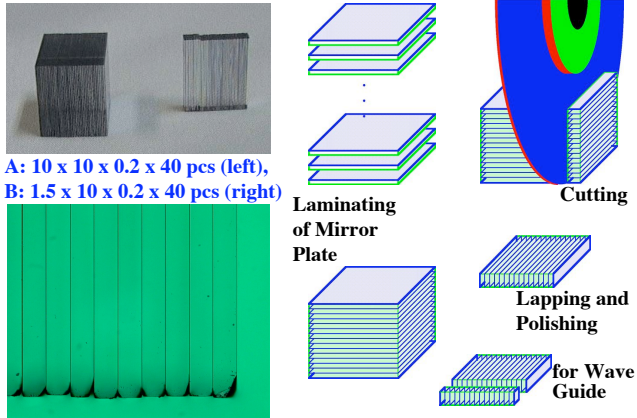 A: 10 x 10 x 0.2 x 40 pcs (left),
B: 1.5 x 10 x 0.2 x 40 pcs (right)
Laminating
of Mirror
Plate
Cutting
Lapping and
Polishing
for Wave
Guide